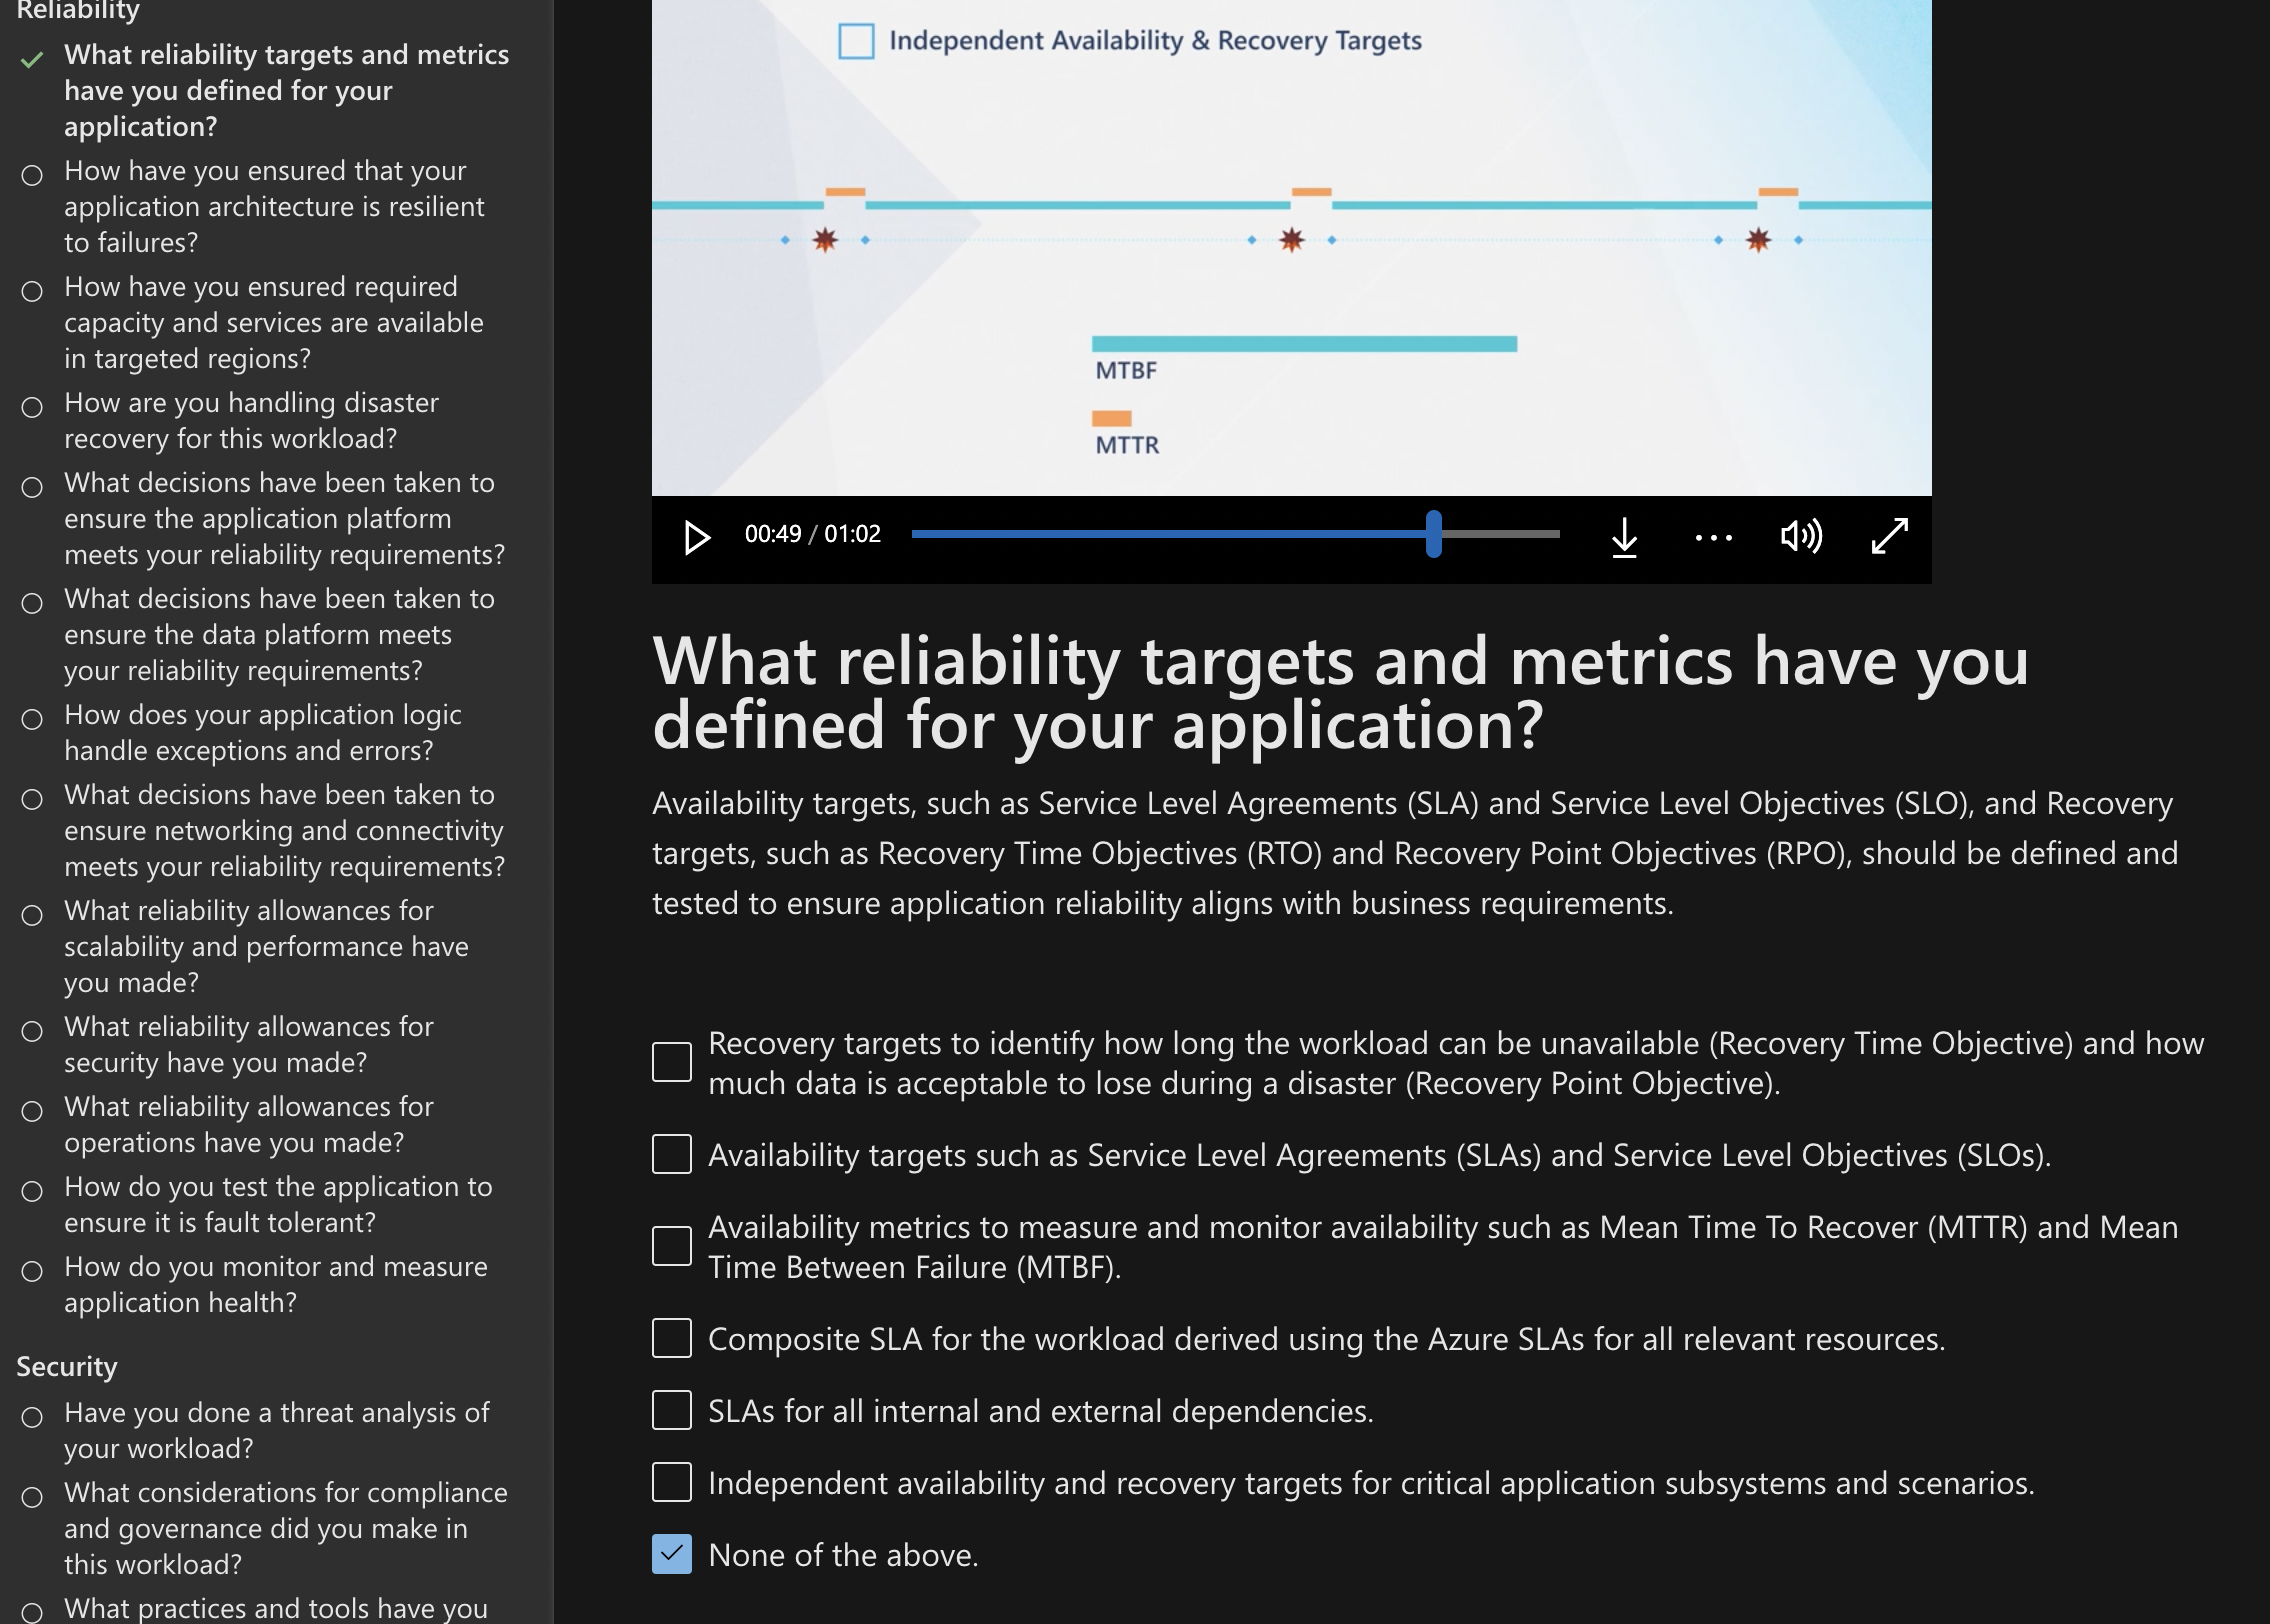 Reliability
What reliability targets and metrics
have you defined for your
application?
How have you ensured that your
application architecture is resilient
to failures?
How have you ensured required
capacity and services are available
in targeted regions?
How are you handling disaster
recovery for this workload?
What decisions have been taken to
ensure the application platform
meets your reliability requirements?
What decisions have been taken to
ensure the data platform meets
your reliability requirements?
How does your application logic
handle exceptions and errors?
What decisions have been taken to
ensure networking and connectivity
meets your reliability requirements?
What reliability allowances for
scalability and performance have
you made?
What reliability allowances for
security have you made?
What reliability allowances for
operations have you made?
How do you test the application to
ensure it is fault tolerant?
How do you monitor and measure
application health?
Security
Have you done a threat analysis of
your workload?
What considerations for compliance
and governance did you make in
this workload?
What practices and tools have you
Independent Availability & Recovery Targets
MTBF
MTTR
00:49 / 01:02
What reliability targets and metrics have you
defined for your application?
Availability targets, such as Service Level Agreements (SLA) and Service Level Objectives (SLO), and Recovery
targets, such as Recovery Time Objectives (RTO) and Recovery Point Objectives (RPO), should be defined and
tested to ensure application reliability aligns with business requirements.
Recovery targets to identify how long the workload can be unavailable (Recovery Time Objective) and how
much data is acceptable to lose during a disaster (Recovery Point Objective).
Availability targets such as Service Level Agreements (SLAs) and Service Level Objectives (SLOs).
Availability metrics to measure and monitor availability such as Mean Time To Recover (MTTR) and Mean
Time Between Failure (MTBF).
Composite SLA for the workload derived using the Azure SLAs for all relevant resources.
SLAs for all internal and external dependencies.
Independent availability and recovery targets for critical application subsystems and scenarios.
None of the above.